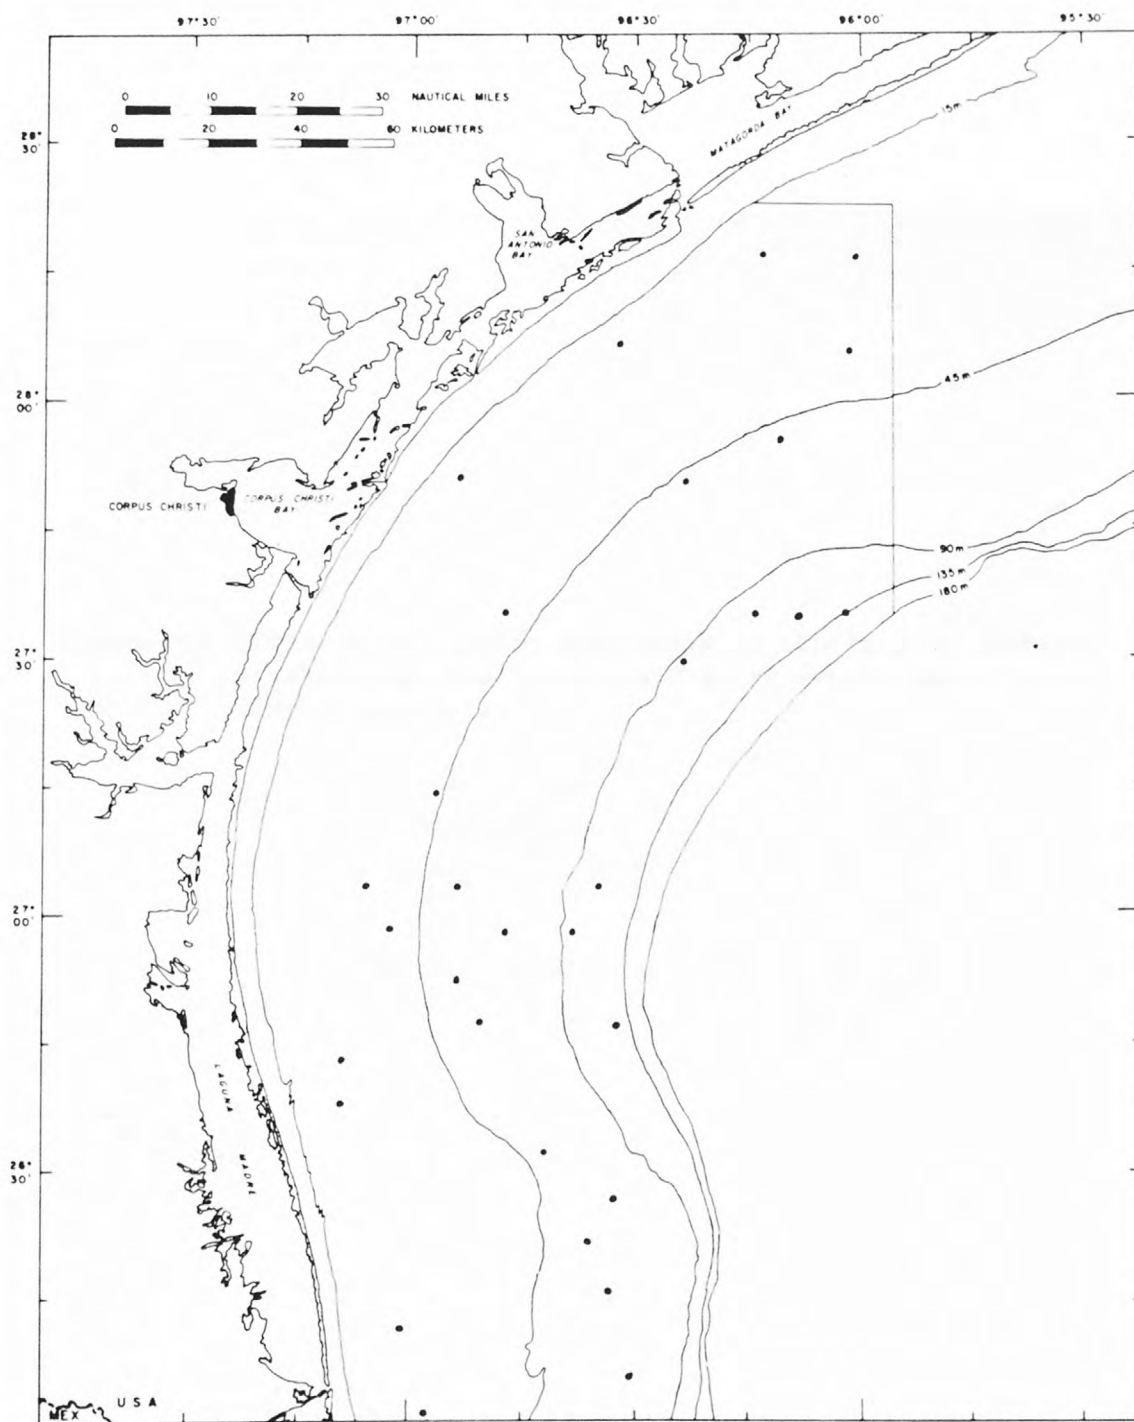 97°30' 97°00' 96°30' 96°00' 95°30'
0 10 20 30 NAUTICAL MILES
0 20 40 60 KILOMETERS
15m
MATAGORDA BAY
28°
30'
SAN
ANTONIO
BAY
45m
28°
00'
CORPUS CHRISTI
CORPUS CHRISTI
BAY
90m
135m
180m
27°
30'
27°
00'
LAGUNA
MADRE
26°
30'
USA
MEX